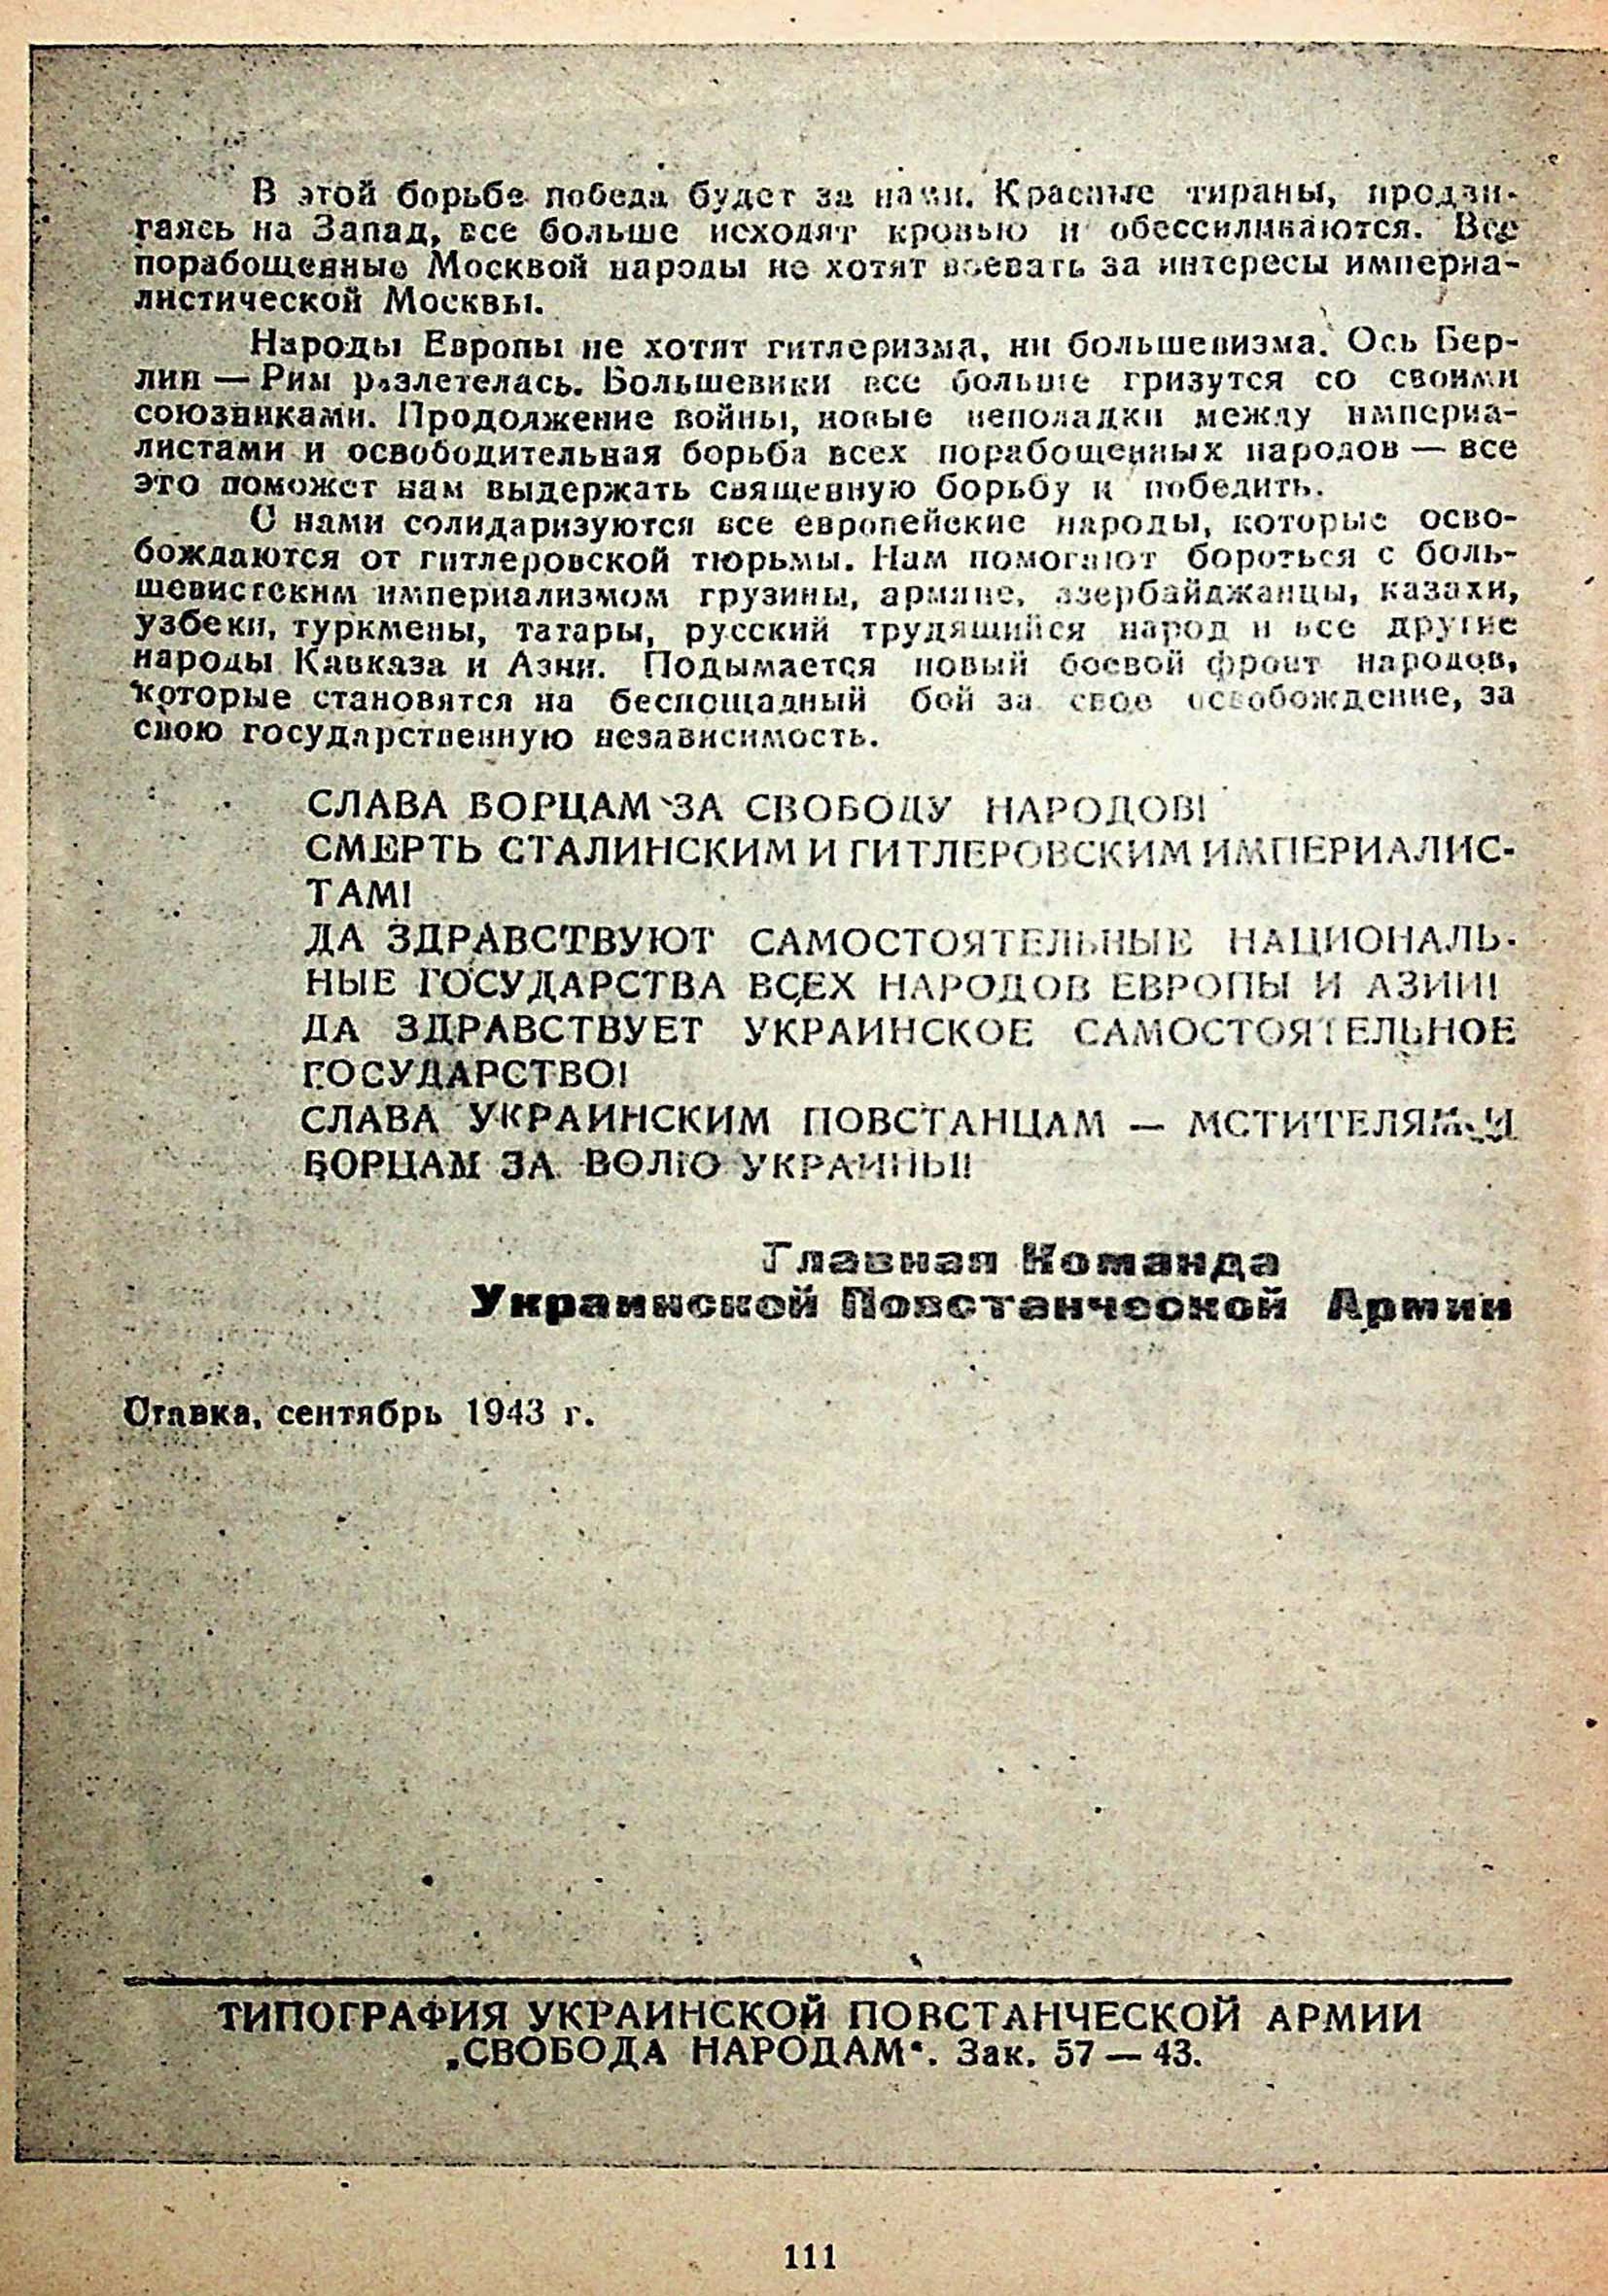 В этой борьбе победа будет за нами. Красные тираны, продви-
гаясь на Запад, все больше исходят кровью и обессиливаются. Все
порабощенные Москвой народы не хотят воевать за интересы империа-
листической Москвы.
Народы Европы не хотят гитлеризма, ни большевизма. Ось Бер-
лин — Рим разлетелась. Большевики все больше гризутся со своими
союзниками. Продолжение войны, новые неполадки между империа-
листами и освободительная борьба всех порабощенных народов — все
это поможет нам выдержать священную борьбу и победить.
С нами солидаризуются все европейские народы, которые осво-
бождаются от гитлеровской тюрьмы. Нам помогают бороться с боль-
шевистским империализмом грузины, армяне, азербайджанцы, казахи,
узбеки, туркмены, татары, русский трудящийся народ и все другие
народы Кавказа и Азии. Подымается новый боевой фронт народов,
которые становятся на беспощадный бой за свое освобождение, за
свою государственную независимость.
СЛАВА БОРЦАМ ЗА СВОБОДУ НАРОДОВ!
СМЕРТЬ СТАЛИНСКИМ И ГИТЛЕРОВСКИМ ИМПЕРИАЛИС-
ТАМ!
ДА ЗДРАВСТВУЮТ САМОСТОЯТЕЛЬНЫЕ НАЦИОНАЛЬ-
НЫЕ ГОСУДАРСТВА ВСЕХ НАРОДОВ ЕВРОПЫ И АЗИИ!
ДА ЗДРАВСТВУЕТ УКРАИНСКОЕ САМОСТОЯТЕЛЬНОЕ
ГОСУДАРСТВО!
СЛАВА УКРАИНСКИМ ПОВСТАНЦАМ — МСТИТЕЛЯМ И
БОРЦАМ ЗА ВОЛЮ УКРАИНЫ!
Главная Команда
Украинской Повстанческой Армии
Ставка, сентябрь 1943 г.
ТИПОГРАФИЯ УКРАИНСКОЙ ПОВСТАНЧЕСКОЙ АРМИИ
„СВОБОДА НАРОДАМ“. Зак. 57 — 43.
111